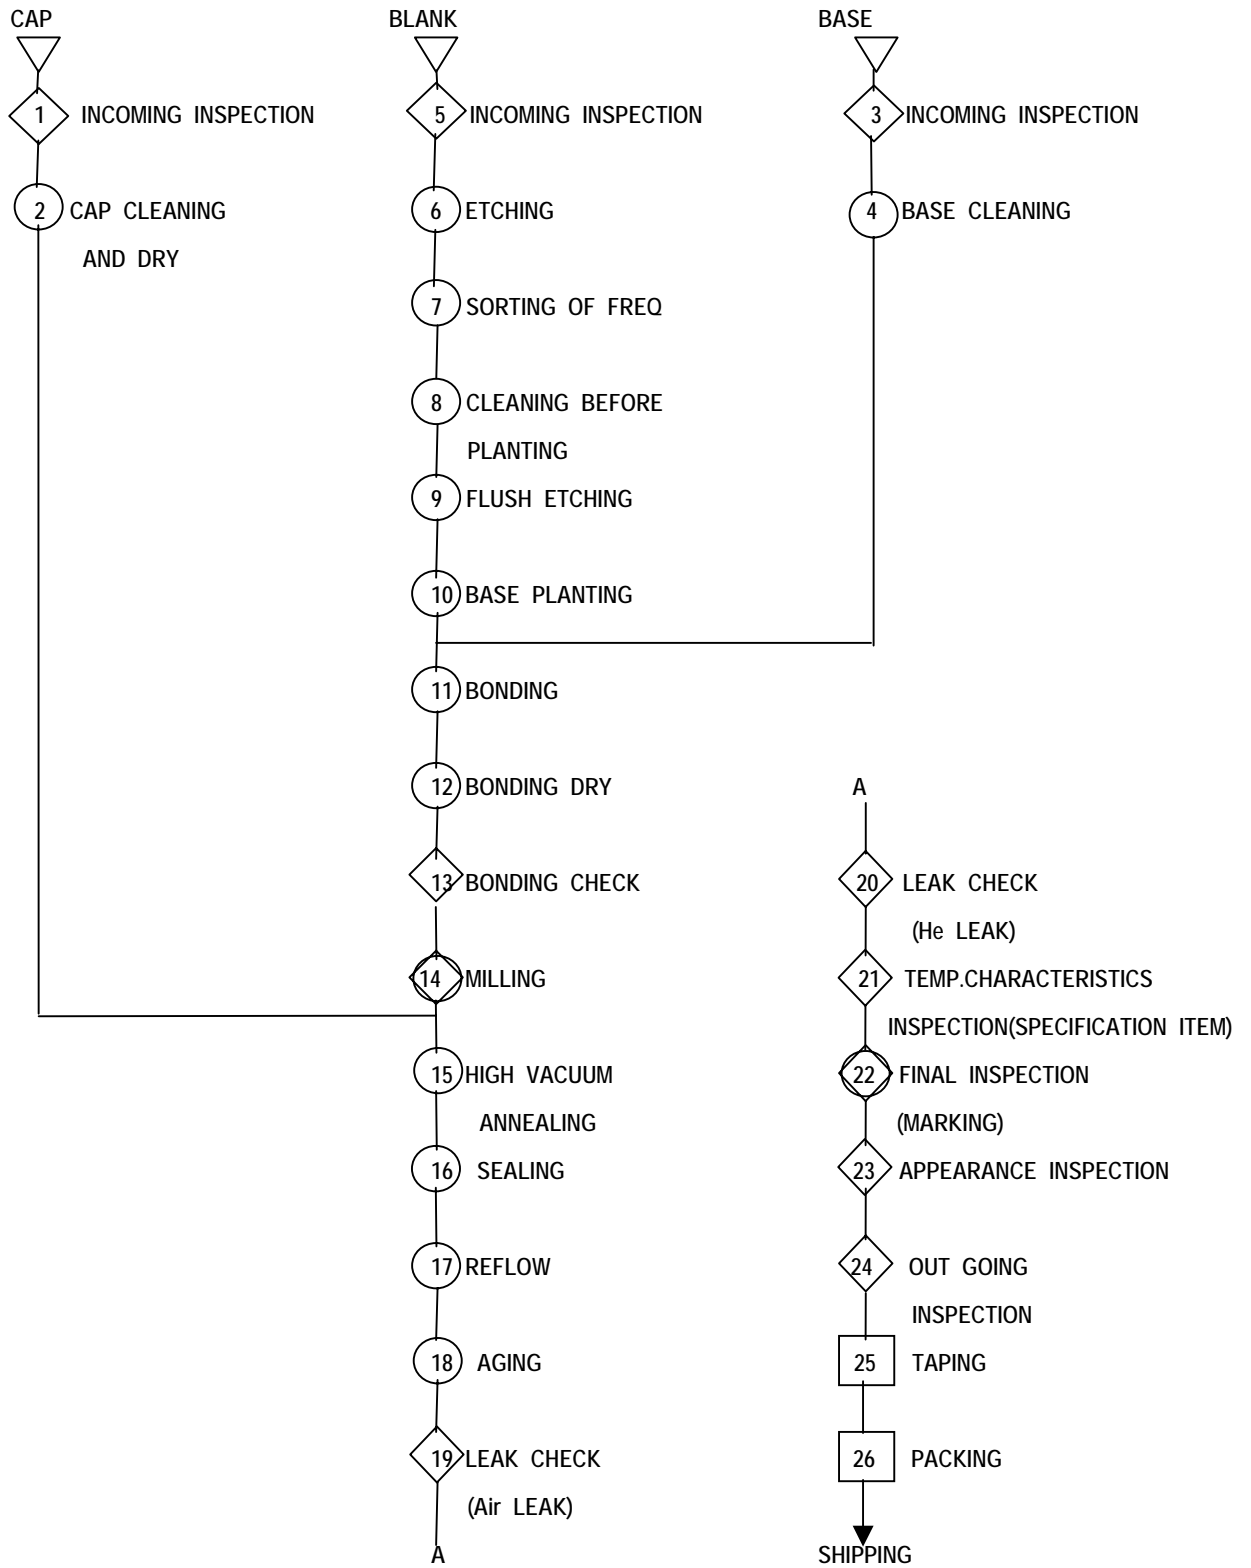 CAP
1 INCOMING INSPECTION
2 CAP CLEANING
AND DRY
BLANK
5 INCOMING INSPECTION
6 ETCHING
7 SORTING OF FREQ
8 CLEANING BEFORE
PLANTING
9 FLUSH ETCHING
10 BASE PLANTING
11 BONDING
12 BONDING DRY
13 BONDING CHECK
14 MILLING
15 HIGH VACUUM
ANNEALING
16 SEALING
17 REFLOW
18 AGING
19 LEAK CHECK
(Air LEAK)
A
BASE
3 INCOMING INSPECTION
4 BASE CLEANING
A
20 LEAK CHECK
(He LEAK)
21 TEMP.CHARACTERISTICS
INSPECTION(SPECIFICATION ITEM)
22 FINAL INSPECTION
(MARKING)
23 APPEARANCE INSPECTION
24 OUT GOING
INSPECTION
25 TAPING
26 PACKING
SHIPPING